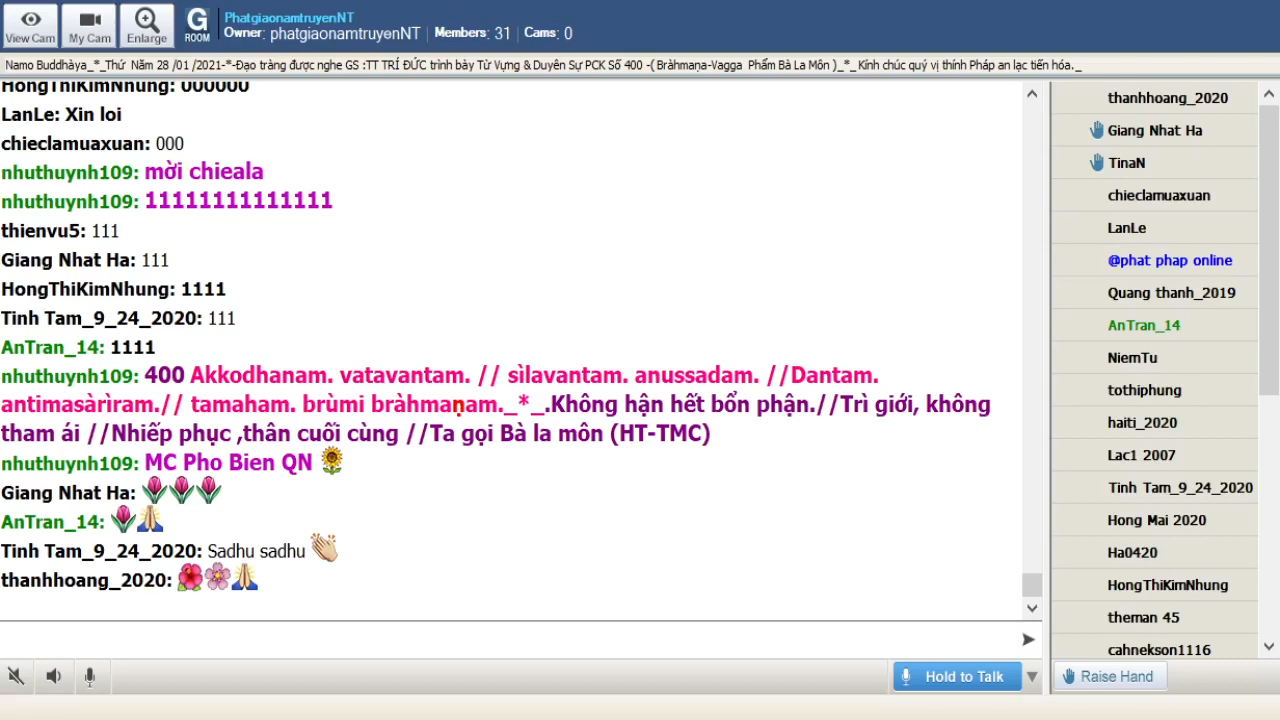 View Cam
My Cam
Enlarge
G
ROOM
PhatgiaonamtruyenNT
Owner: phatgiaonamtruyenNT | Members: 31 | Cams: 0
Namo Buddhàya_*_Thứ Năm 28 /01 /2021-*-Đạo tràng được nghe GS :TT TRÍ ĐỨC trình bày Từ Vựng & Duyên Sự PCK Số 400 -( Bràhmaṇa-Vagga Phẩm Bà La Môn )_*_Kính chúc quý vị thính Pháp an lạc tiến hóa._
HongThiKimNhung: 000000
LanLe: Xin loi
chieclamuaxuan: 000
nhuthuynh109: mời chieala
nhuthuynh109: 11111111111111
thienvu5: 111
Giang Nhat Ha: 111
HongThiKimNhung: 1111
Tinh Tam_9_24_2020: 111
AnTran_14: 1111
nhuthuynh109: 400 Akkodhanam. vatavantam. // sìlavantam. anussadam. //Dantam.
antimasàrìram.// tamaham. brùmi bràhmaṇam._*_.Không hận hết bổn phận.//Trì giới, không
tham ái //Nhiếp phục ,thân cuối cùng //Ta gọi Bà la môn (HT-TMC)
nhuthuynh109: MC Pho Bien QN 🌻
Giang Nhat Ha: 🌷🌷🌷
AnTran_14: 🌷🙏
Tinh Tam_9_24_2020: Sadhu sadhu 👏
thanhhoang_2020: 🌺🌸🙏
Hold to Talk
thanhhoang_2020
Giang Nhat Ha
TinaN
chieclamuaxuan
LanLe
@phat phap online
Quang thanh_2019
AnTran_14
NiemTu
tothiphung
haiti_2020
Lac1 2007
Tinh Tam_9_24_2020
Hong Mai 2020
Ha0420
HongThiKimNhung
theman 45
cahnekson1116
Raise Hand